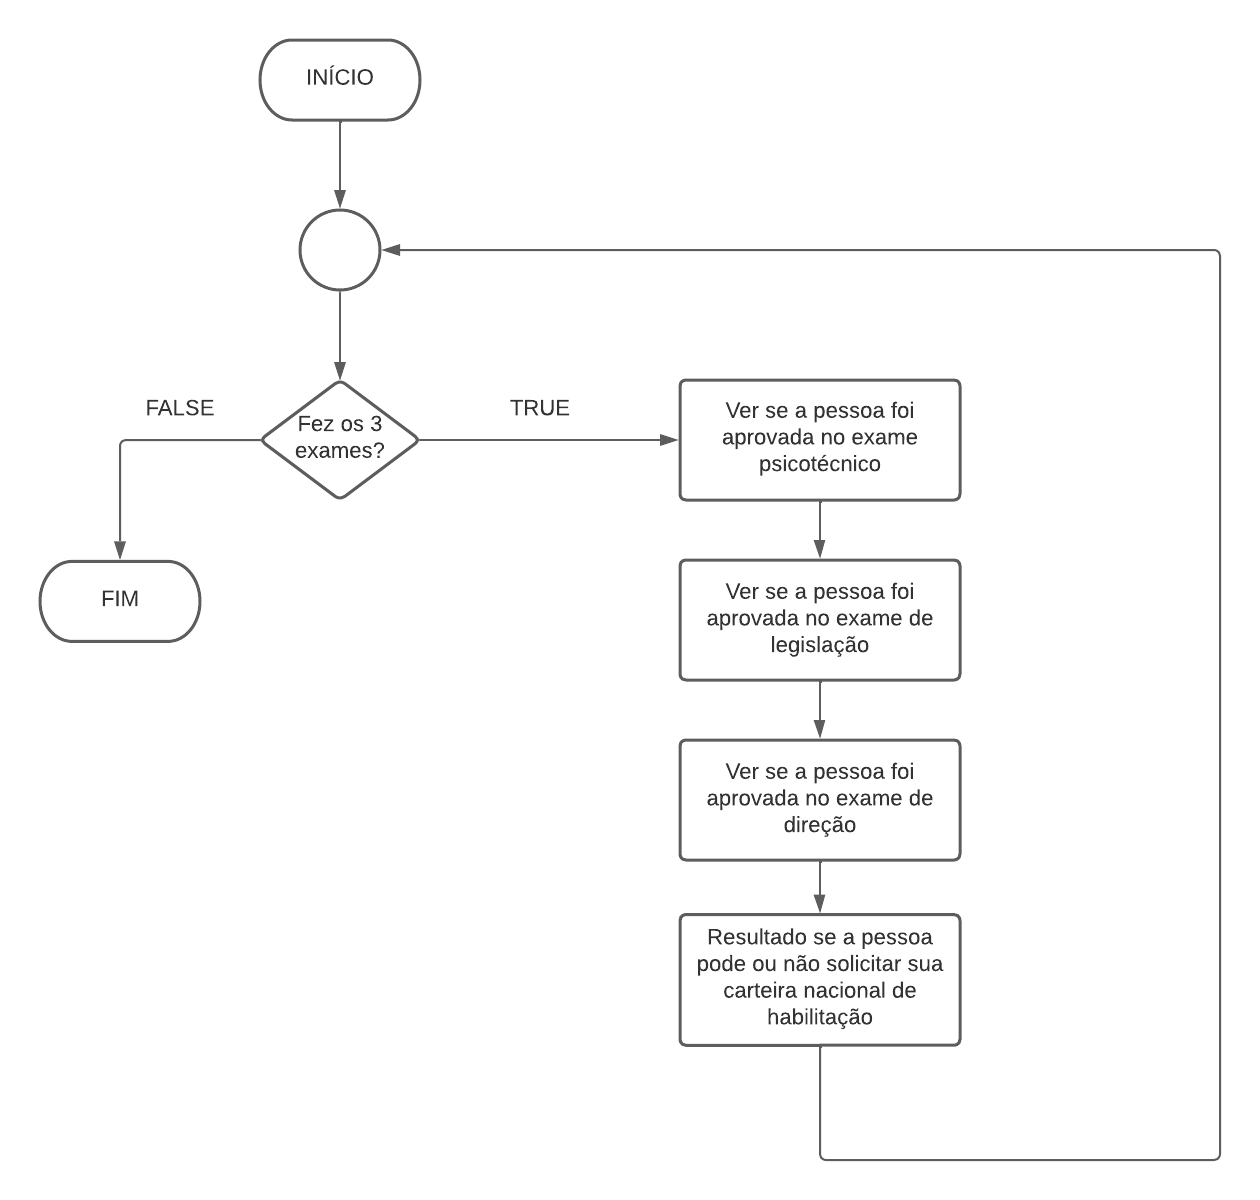 INÍCIO
FALSE
Fez os 3
exames?
TRUE
Ver se a pessoa foi
aprovada no exame
psicotécnico
FIM
Ver se a pessoa foi
aprovada no exame de
legislação
Ver se a pessoa foi
aprovada no exame de
direção
Resultado se a pessoa
pode ou não solicitar sua
carteira nacional de
habilitação